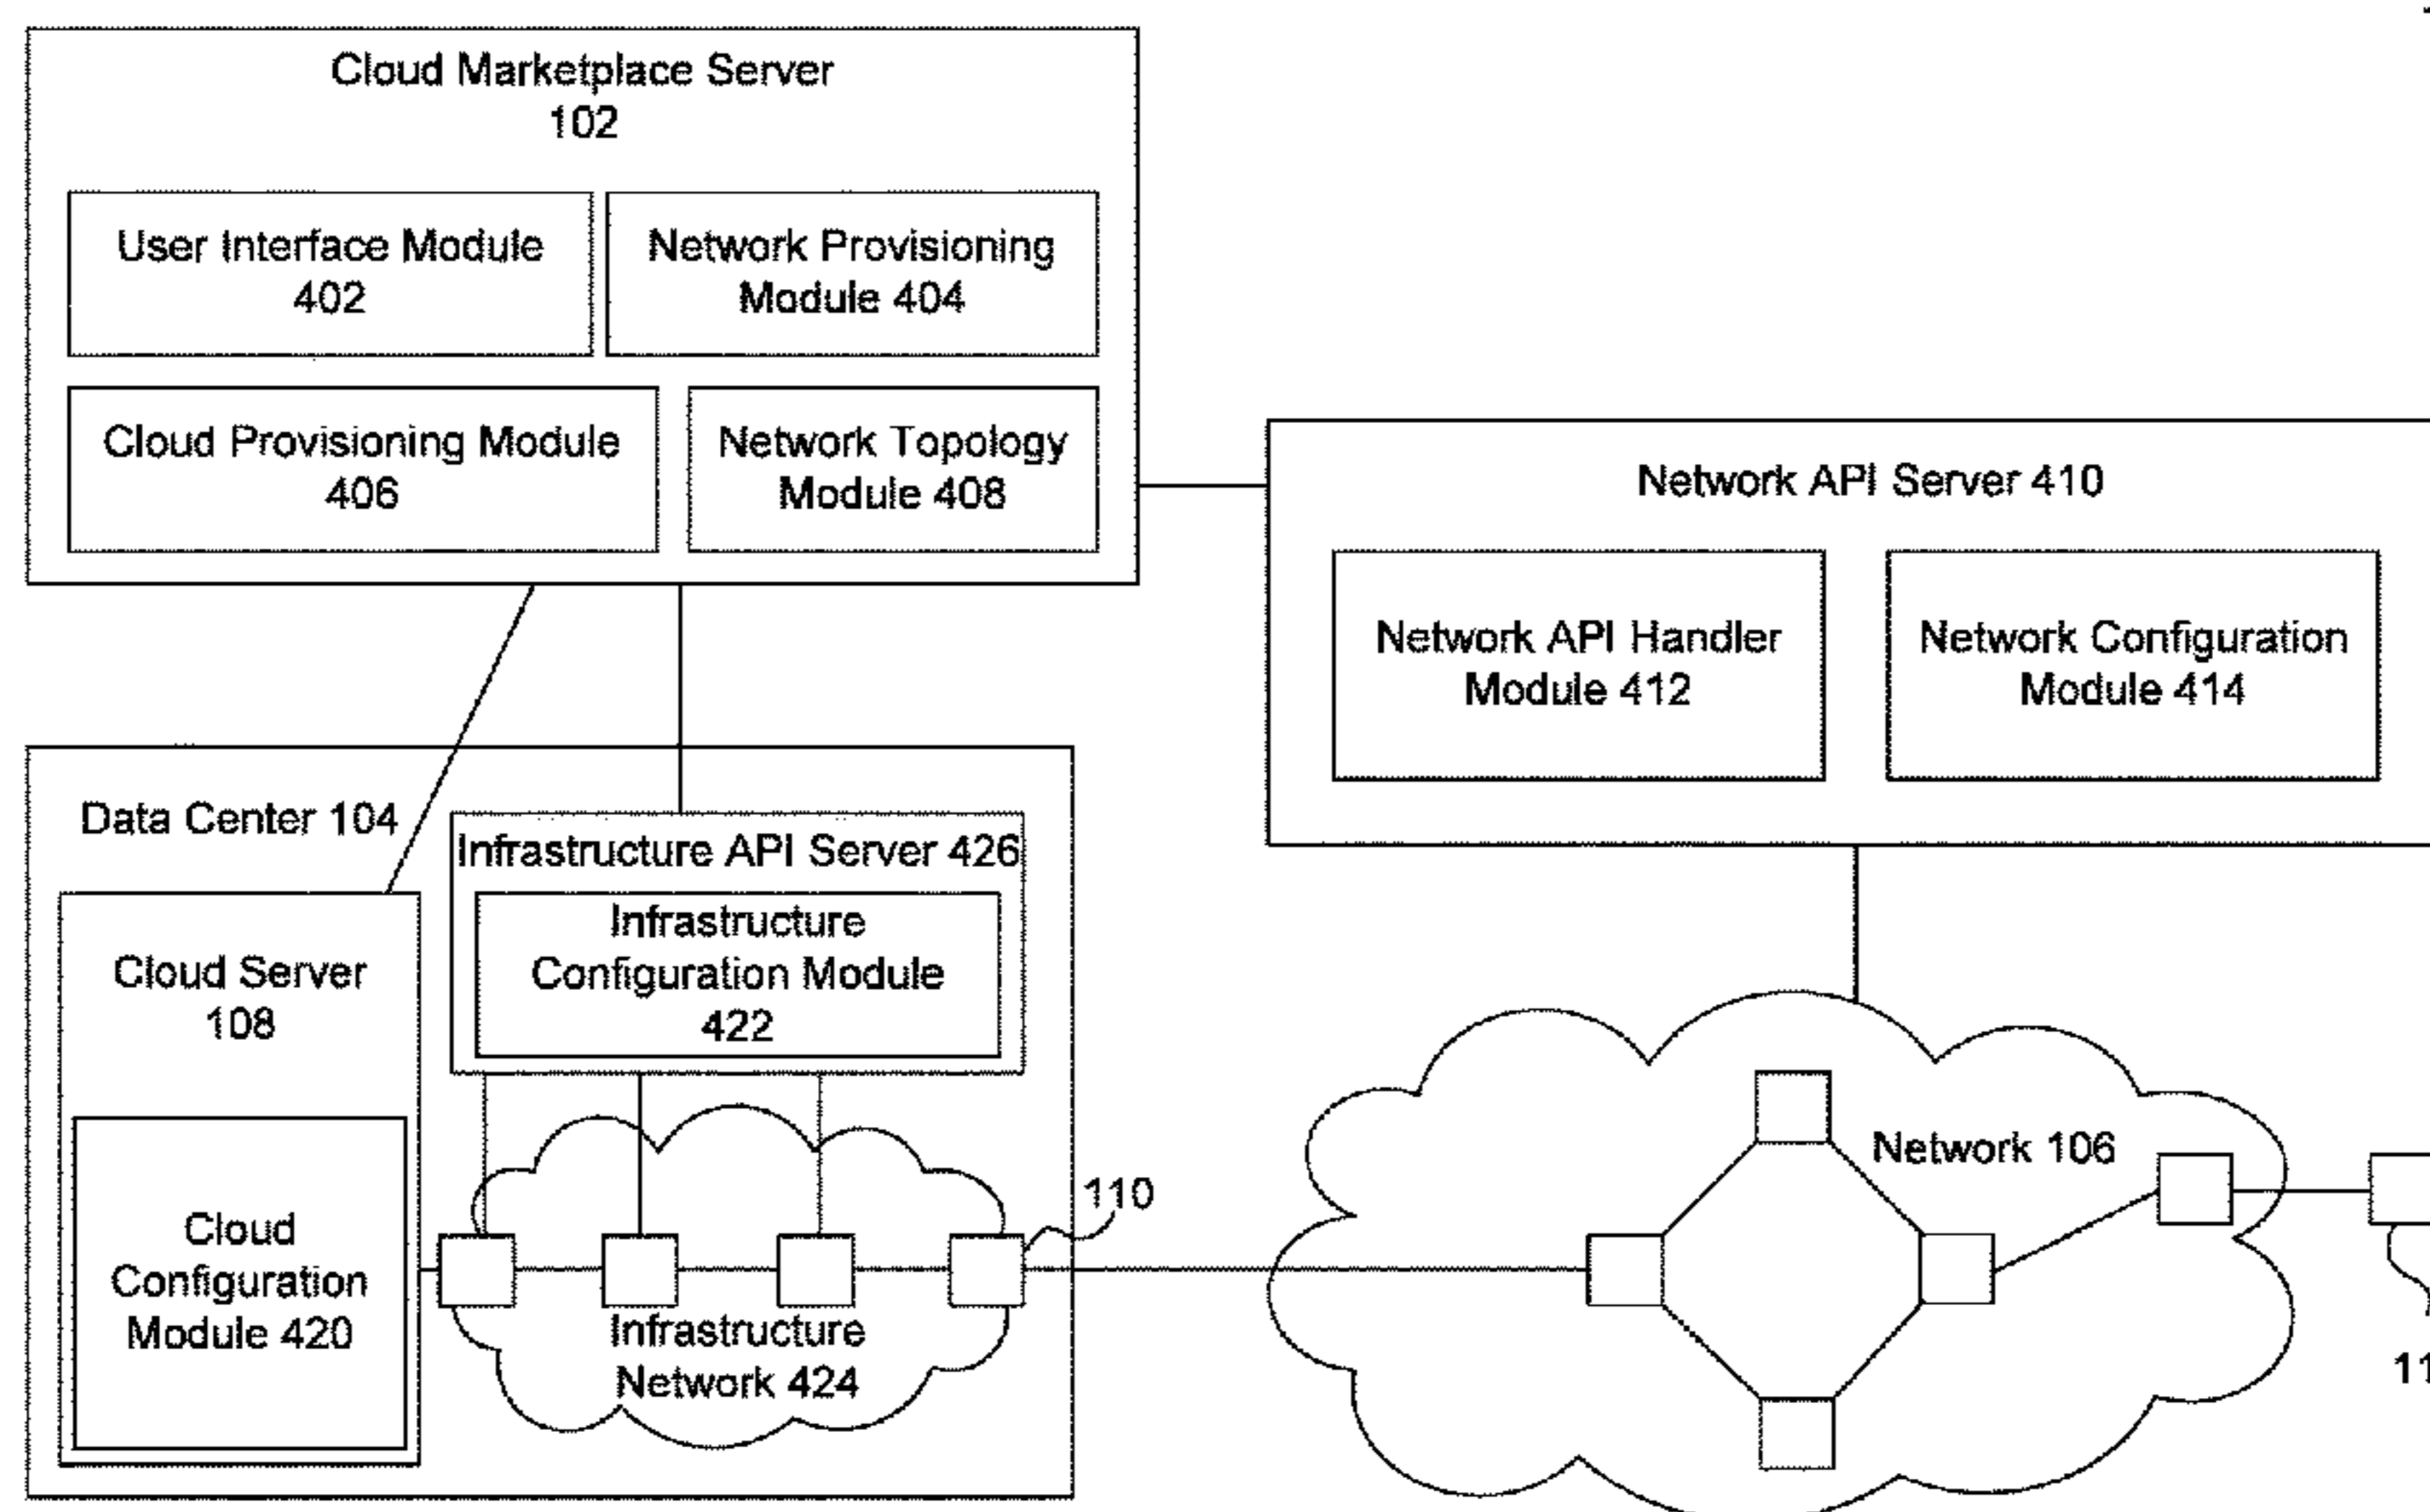 Cloud Marketplace Server
102
User Interface Module
402
Network Provisioning
Module 404
Cloud Provisioning Module
406
Network Topology
Module 408
Network API Server 410
Network API Handler
Module 412
Network Configuration
Module 414
Data Center 104
Infrastructure API Server 426
Infrastructure
Configuration Module
422
Cloud Server
108
Cloud
Configuration
Module 420
110
Infrastructure
Network 424
Network 106